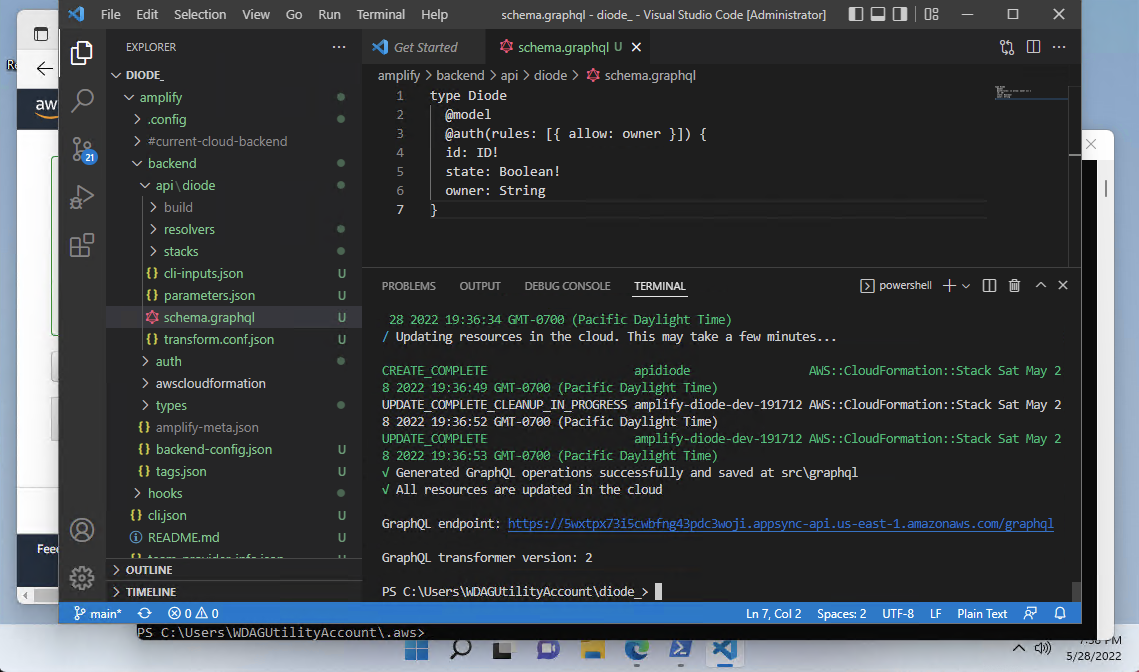 File Edit Selection View Go Run Terminal Help schema.graphql - diode_ - Visual Studio Code [Administrator]
EXPLORER
Get Started
schema.graphql U
DIODE_
amplify > backend > api > diode > schema.graphql
aws
amplify
.config
#current-cloud-backend
21
backend
api\diode
build
resolvers
stacks
cli-inputs.json U
parameters.json U
schema.graphql U
transform.conf.json U
auth
awscloudformation
types
amplify-meta.json
backend-config.json U
tags.json U
hooks
cli.json U
README.md U
team-provider-info.json
OUTLINE
TIMELINE
1 type Diode
2 @model
3 @auth(rules: [{ allow: owner }]) {
4 id: ID!
5 state: Boolean!
6 owner: String
7 }
PROBLEMS OUTPUT DEBUG CONSOLE TERMINAL powershell
28 2022 19:36:34 GMT-0700 (Pacific Daylight Time)
/ Updating resources in the cloud. This may take a few minutes...
CREATE_COMPLETE apidiode AWS::CloudFormation::Stack Sat May 2
8 2022 19:36:49 GMT-0700 (Pacific Daylight Time)
UPDATE_COMPLETE_CLEANUP_IN_PROGRESS amplify-diode-dev-191712 AWS::CloudFormation::Stack Sat May 2
8 2022 19:36:52 GMT-0700 (Pacific Daylight Time)
UPDATE_COMPLETE amplify-diode-dev-191712 AWS::CloudFormation::Stack Sat May 2
8 2022 19:36:53 GMT-0700 (Pacific Daylight Time)
√ Generated GraphQL operations successfully and saved at src\graphql
√ All resources are updated in the cloud
GraphQL endpoint: https://5wxtpx73i5cwbfng43pdc3woji.appsync-api.us-east-1.amazonaws.com/graphql
GraphQL transformer version: 2
PS C:\Users\WDAGUtilityAccount\diode_>
Feec
main* 0 0 Ln 7, Col 2 Spaces: 2 UTF-8 LF Plain Text
PS C:\Users\WDAGUtilityAccount\.aws>
7:38 PM
5/28/2022